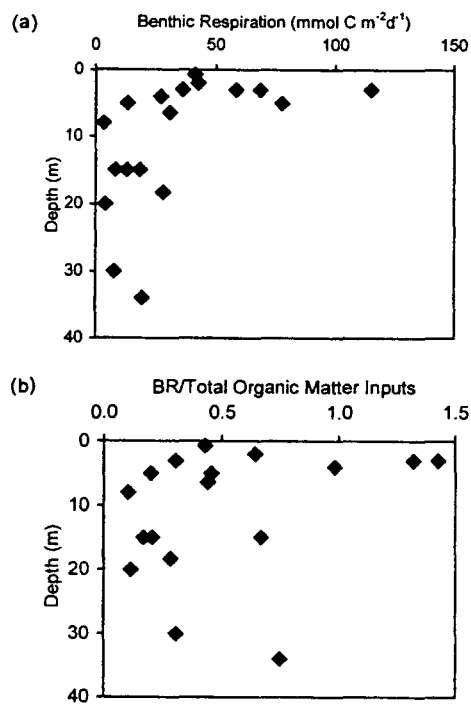 (a)
Benthic Respiration (mmol C m⁻²d⁻¹)
0 50 100 150
0
10
20
30
40
Depth (m)
(b)
BR/Total Organic Matter Inputs
0.0 0.5 1.0 1.5
0
10
20
30
40
Depth (m)